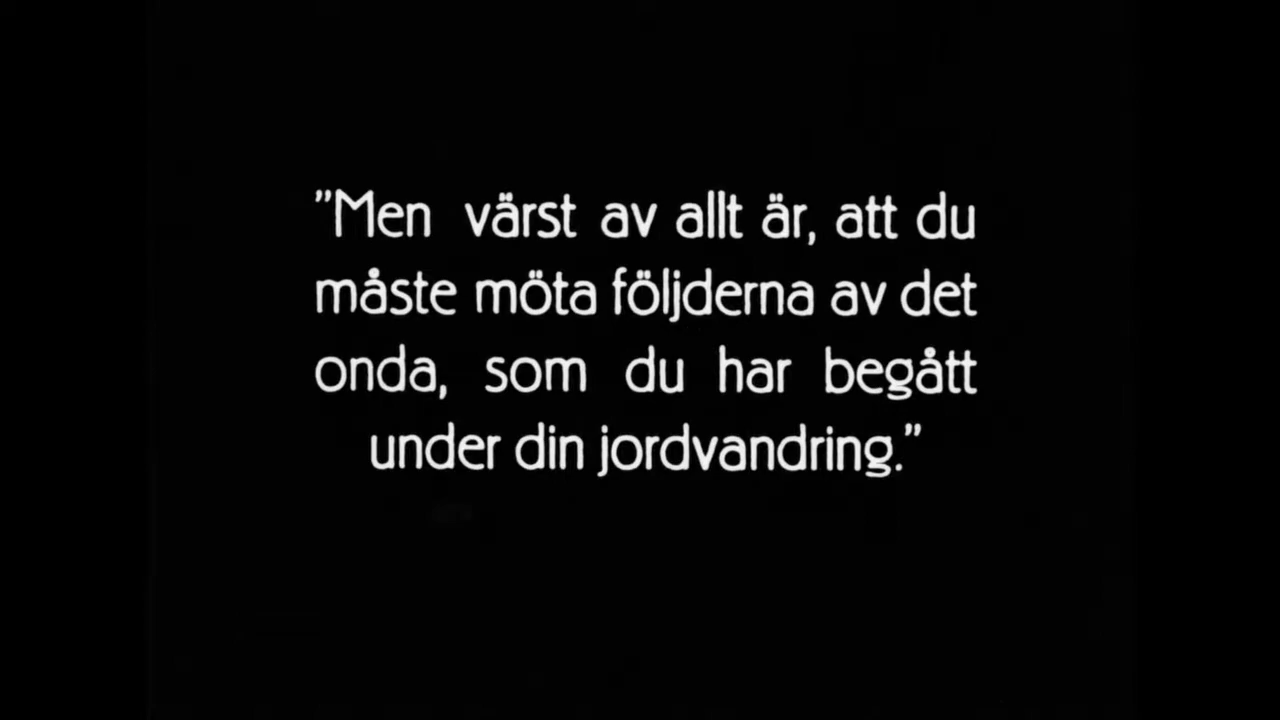 ”Men värst av allt är, att du
måste möta följderna av det
onda, som du har begått
under din jordvandring.”